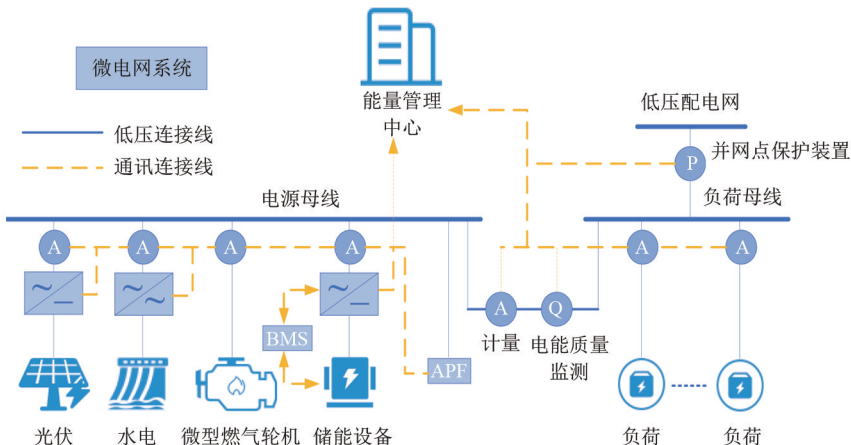 微电网系统
能量管理
中心
低压配电网
低压连接线
通讯连接线
并网点保护装置
P
电源母线
负荷母线
A
A
A
A
A
A
A
Q
BMS
计量
电能质量
监测
APF
光伏
水电
微型燃气轮机
储能设备
负荷
负荷